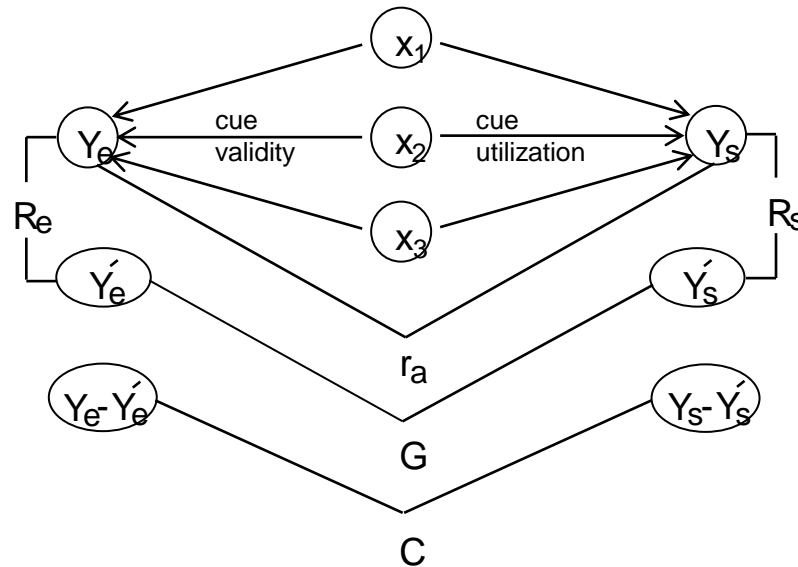 x₁
cue cue
Yₑ x₂ Yₛ
validity utilization
Rₑ Rₛ
x₃
Y´ₑ Y´ₛ
rₐ
Yₑ-Y´ₑ Yₛ-Y´ₛ
G
C